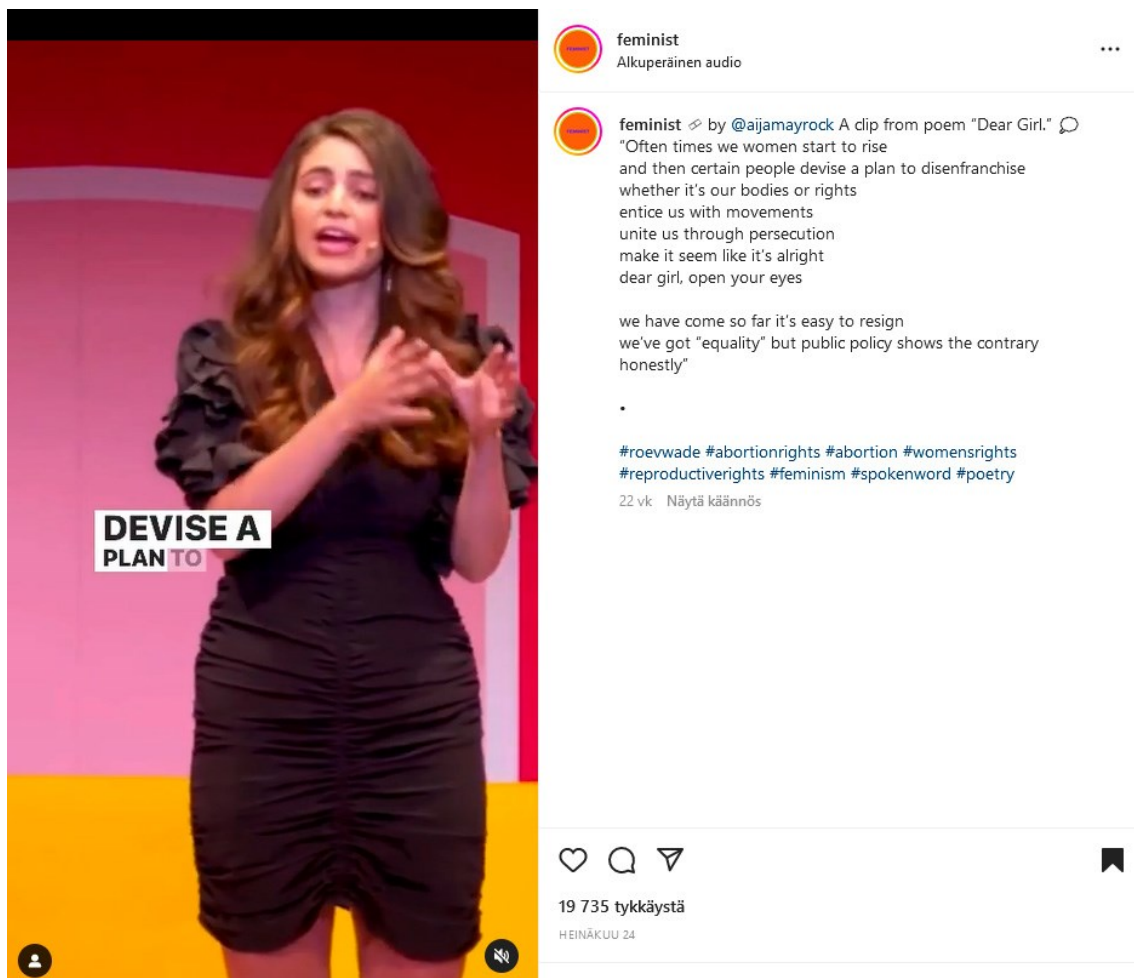 DEVISE A
PLAN TO
feminist
Alkuperäinen audio
feminist by @aijamayrock A clip from poem “Dear Girl.”
“Often times we women start to rise
and then certain people devise a plan to disenfranchise
whether it’s our bodies or rights
entice us with movements
unite us through persecution
make it seem like it’s alright
dear girl, open your eyes
we have come so far it’s easy to resign
we’ve got “equality” but public policy shows the contrary
honestly”
•
#roevwade #abortionrights #abortion #womensrights
#reproductiverights #feminism #spokenword #poetry
22 vk Näytä käännös
19 735 tykkäystä
HEINÄKUU 24